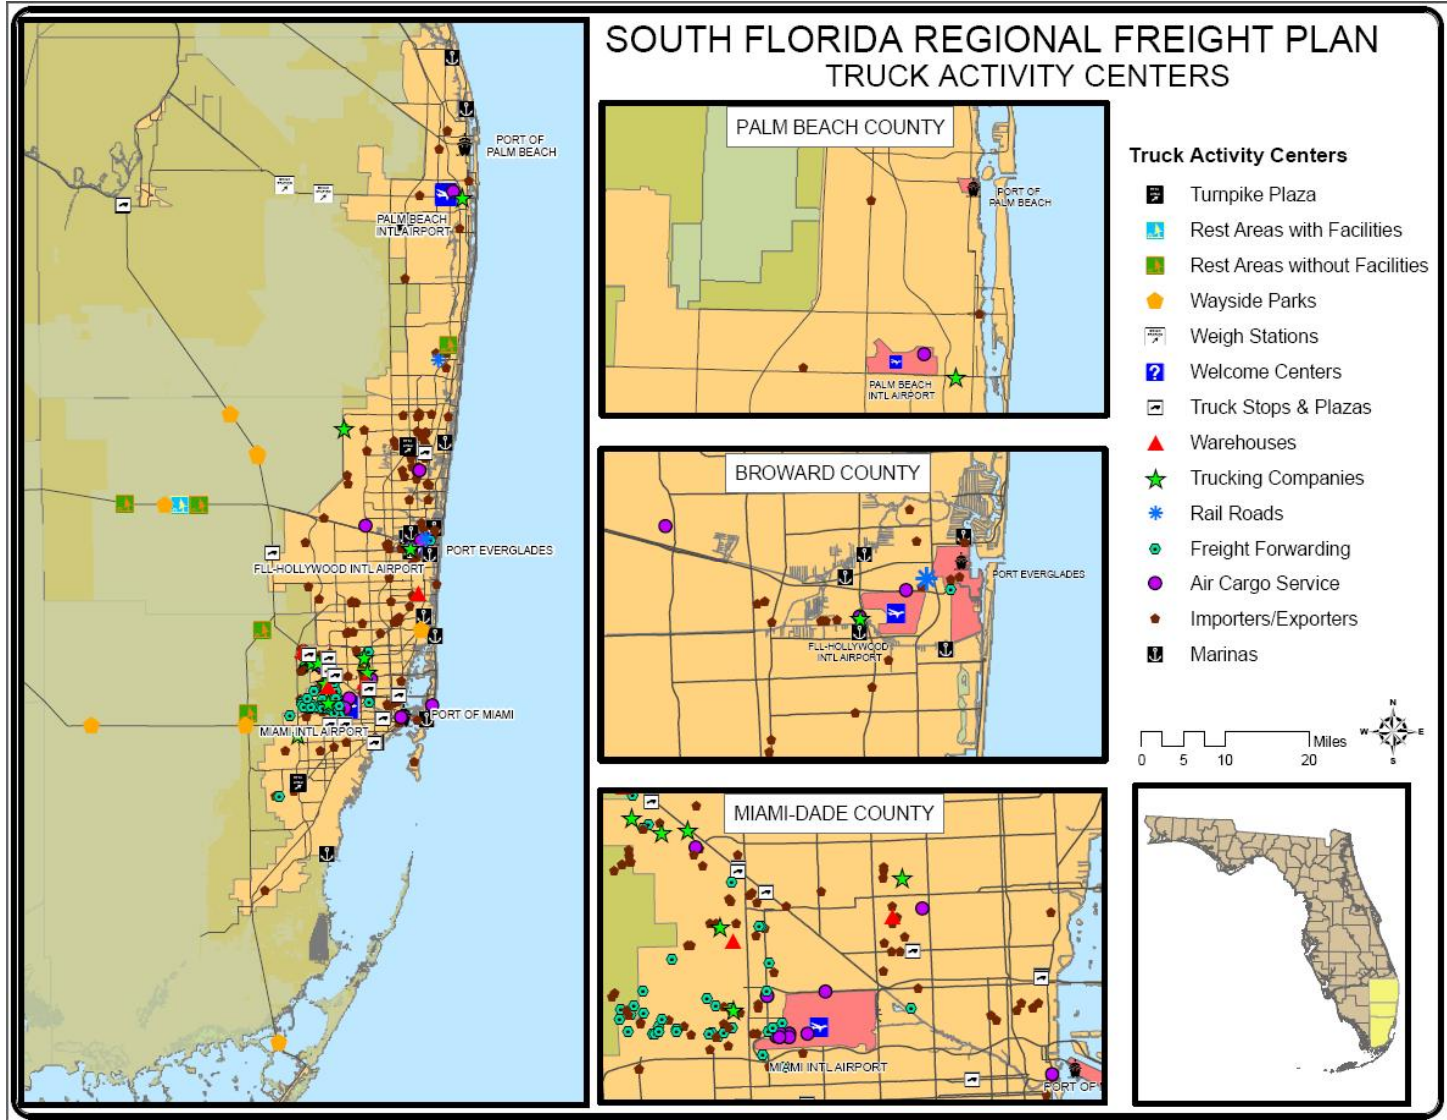 SOUTH FLORIDA REGIONAL FREIGHT PLAN
TRUCK ACTIVITY CENTERS
PORT OF
PALM BEACH
PALM BEACH
INTL AIRPORT
PORT EVERGLADES
FLL-HOLLYWOOD INTL AIRPORT
PORT OF MIAMI
MIAMI INTL AIRPORT
PALM BEACH COUNTY
PORT OF
PALM BEACH
PALM BEACH
INTL AIRPORT
BROWARD COUNTY
PORT EVERGLADES
FLL-HOLLYWOOD
INTL AIRPORT
MIAMI-DADE COUNTY
MIAMI INTL AIRPORT
PORT OF
Truck Activity Centers
Turnpike Plaza
Rest Areas with Facilities
Rest Areas without Facilities
Wayside Parks
Weigh Stations
?
Welcome Centers
Truck Stops & Plazas
Warehouses
Trucking Companies
Rail Roads
Freight Forwarding
Air Cargo Service
Importers/Exporters
Marinas
N
W E
S
Miles
0 5 10 20